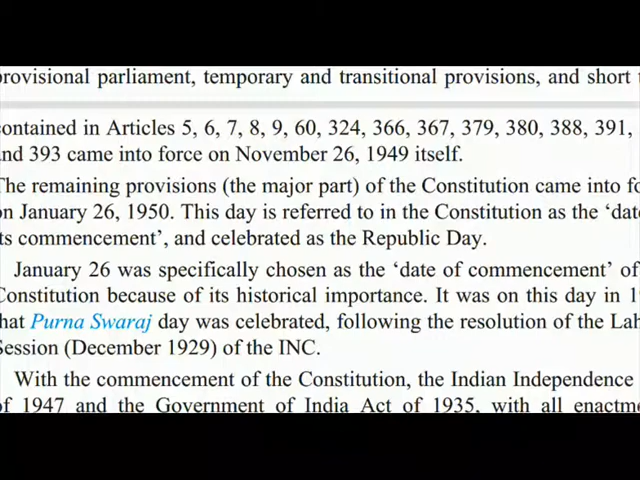 provisional parliament, temporary and transitional provisions, and short
contained in Articles 5, 6, 7, 8, 9, 60, 324, 366, 367, 379, 380, 388, 391,
and 393 came into force on November 26, 1949 itself.
The remaining provisions (the major part) of the Constitution came into
on January 26, 1950. This day is referred to in the Constitution as the ‘date
its commencement’, and celebrated as the Republic Day.
January 26 was specifically chosen as the ‘date of commencement’ of
Constitution because of its historical importance. It was on this day in
that Purna Swaraj day was celebrated, following the resolution of the Lah
Session (December 1929) of the INC.
With the commencement of the Constitution, the Indian Independence
of 1947 and the Government of India Act of 1935, with all enactm